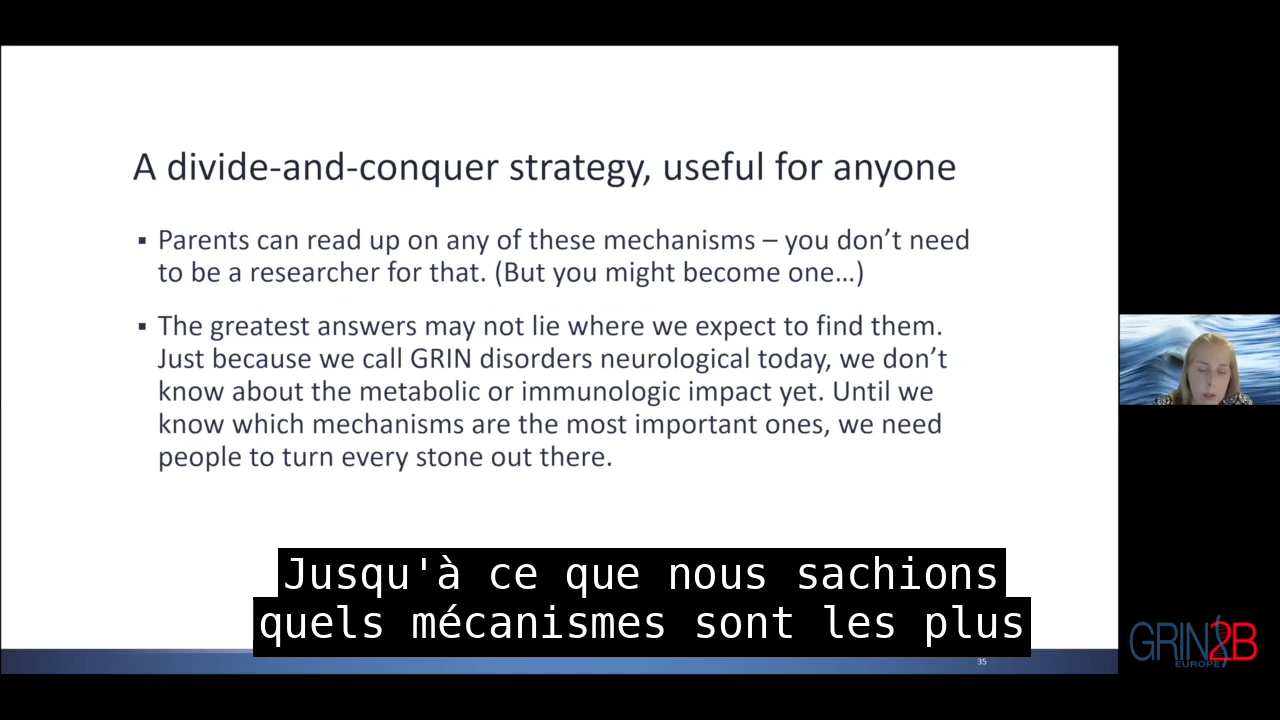 A divide-and-conquer strategy, useful for anyone
▪ Parents can read up on any of these mechanisms – you don’t need
to be a researcher for that. (But you might become one…)
▪ The greatest answers may not lie where we expect to find them.
Just because we call GRIN disorders neurological today, we don’t
know about the metabolic or immunologic impact yet. Until we
know which mechanisms are the most important ones, we need
people to turn every stone out there.
Jusqu'à ce que nous sachions
quels mécanismes sont les plus
35
GRIN2B
EUROPE